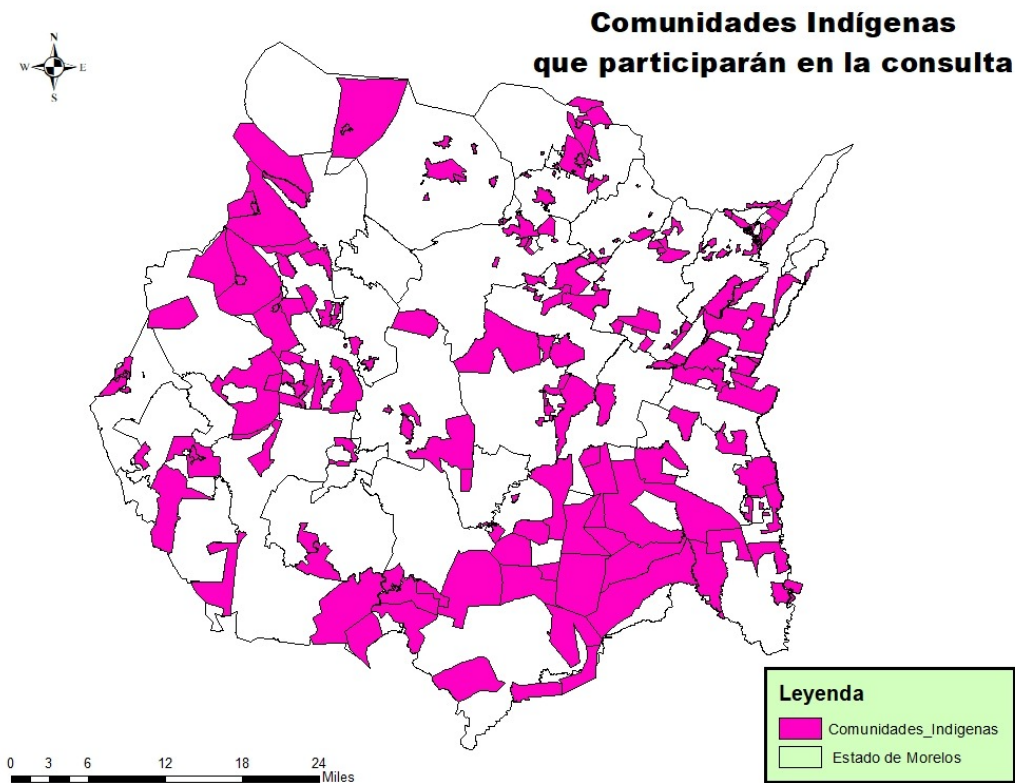 Comunidades Indígenas
que participarán en la consulta
N
W E
S
Leyenda
Comunidades_Indigenas
Estado de Morelos
0 3 6 12 18 24
Miles